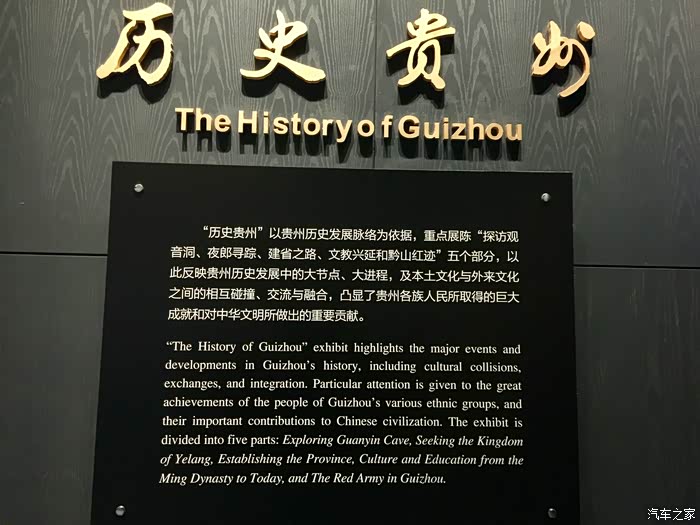 历史贵州
The History of Guizhou
“历史贵州”以贵州历史发展脉络为依据，重点展陈“探访观
音洞、夜郎寻踪、建省之路、文教兴延和黔山红迹”五个部分，以
此反映贵州历史发展中的大节点、大进程，及本土文化与外来文化
之间的相互碰撞、交流与融合，凸显了贵州各族人民所取得的巨大
成就和对中华文明所做出的重要贡献。
“The History of Guizhou” exhibit highlights the major events and
developments in Guizhou’s history, including cultural collisions,
exchanges, and integration. Particular attention is given to the great
achievements of the people of Guizhou’s various ethnic groups, and
their important contributions to Chinese civilization. The exhibit is
divided into five parts: Exploring Guanyin Cave, Seeking the Kingdom
of Yelang, Establishing the Province, Culture and Education from the
Ming Dynasty to Today, and The Red Army in Guizhou.
汽车之家